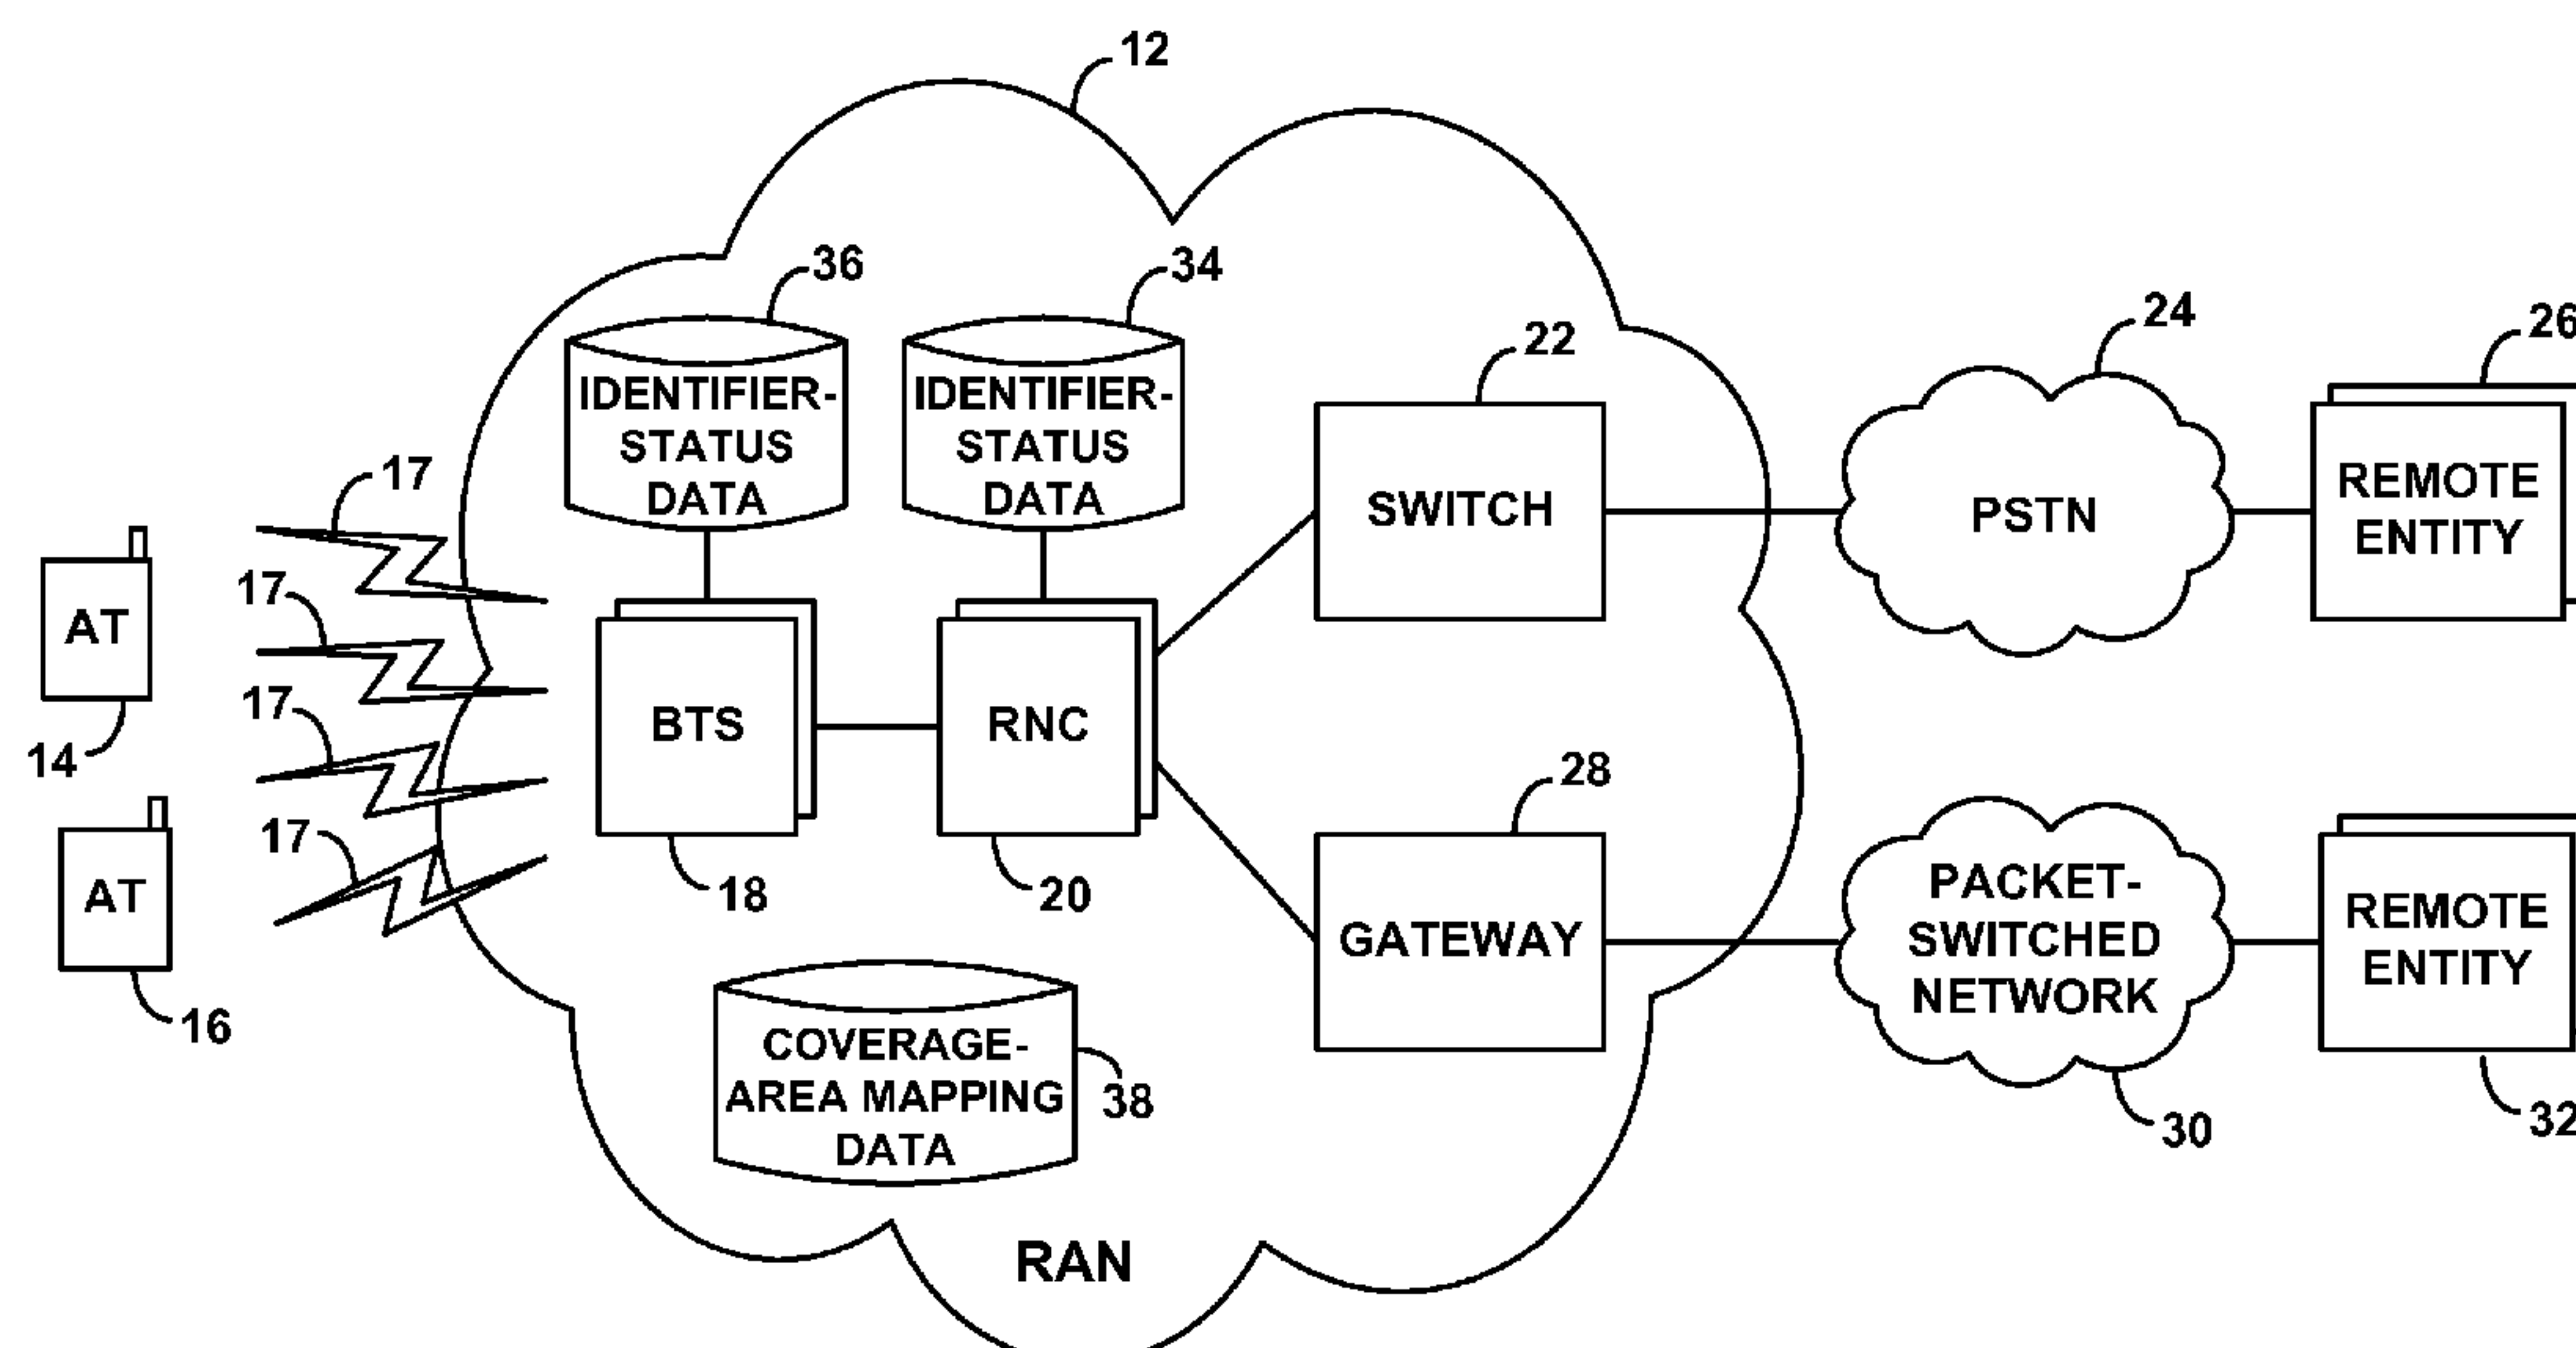 12
36
34
22
24
26
IDENTIFIER-
STATUS
DATA
IDENTIFIER-
STATUS
DATA
SWITCH
PSTN
REMOTE
ENTITY
17
17
17
17
AT
14
AT
16
BTS
18
RNC
20
28
GATEWAY
PACKET-
SWITCHED
NETWORK
30
REMOTE
ENTITY
32
COVERAGE-
AREA MAPPING
DATA
38
RAN